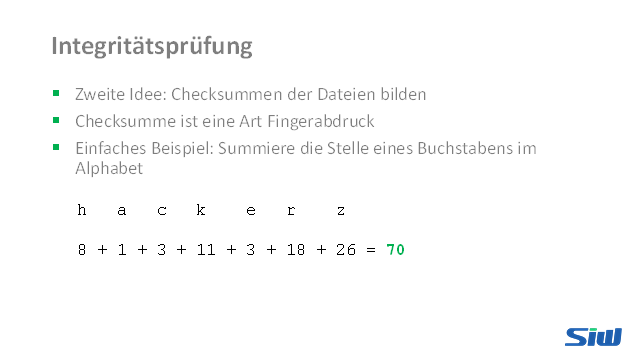 Integritätsprüfung
Zweite Idee: Checksummen der Dateien bilden
Checksumme ist eine Art Fingerabdruck
Einfaches Beispiel: Summiere die Stelle eines Buchstabens im
Alphabet
h a c k e r z
8 + 1 + 3 + 11 + 3 + 18 + 26 = 70
SIW